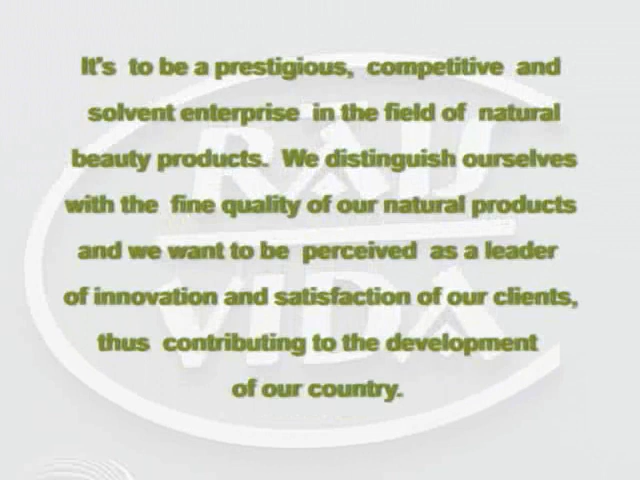 It's to be a prestigious, competitive and
solvent enterprise in the field of natural
beauty products. We distinguish ourselves
with the fine quality of our natural products
and we want to be perceived as a leader
of innovation and satisfaction of our clients,
thus contributing to the development
of our country.
VIDA